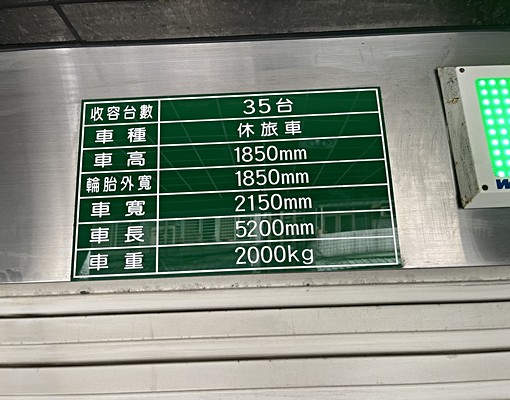 收容台數 35台
車種 休旅車
車高 1850mm
輪胎外寬 1850mm
車寬 2150mm
車長 5200mm
車重 2000kg